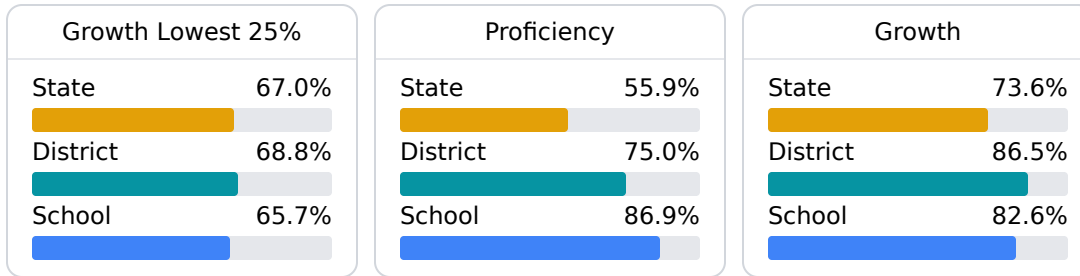 Growth Lowest 25%
State 67.0%
District 68.8%
School 65.7%
Proficiency
State 55.9%
District 75.0%
School 86.9%
Growth
State 73.6%
District 86.5%
School 82.6%